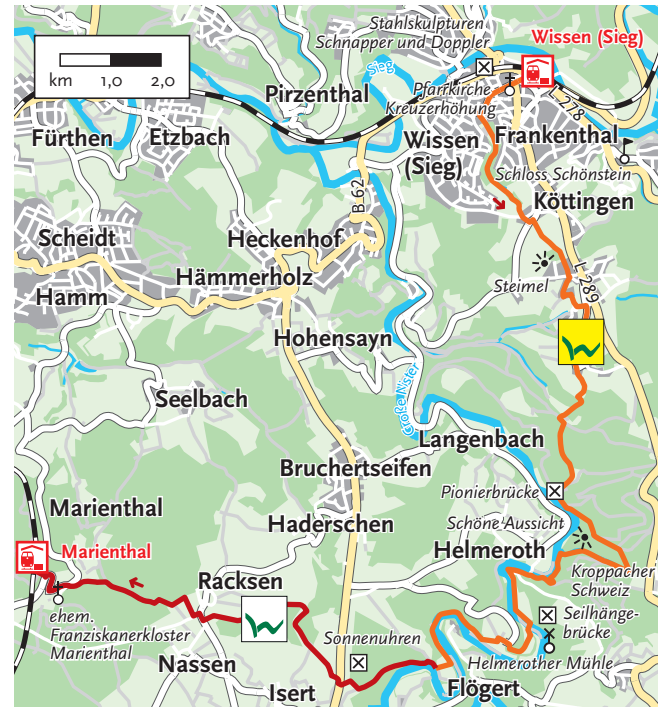 Stahlskulpturen
Schnapper und Doppler
Wissen (Sieg)
km 1,0 2,0
Sieg
Pirzenthal
Pfarrkirche
Kreuzerhöhung
L 278
Fürthen
Etzbach
Wissen
(Sieg)
Frankenthal
Schloss Schönstein
B 62
Köttingen
Scheidt
Heckenhof
Hämmerholz
Steimel
L 289
Hamm
Hohensayn
Große Nister
Seelbach
Langenbach
Bruchertseifen
Pionierbrücke
Marienthal
Haderschen
Schöne Aussicht
Marienthal
Helmeroth
Kroppacher
Schweiz
Racksen
Seilhänge-
brücke
ehem.
Franziskanerkloster
Marienthal
Sonnenuhren
Nassen
Helmerother Mühle
Isert
Flögert